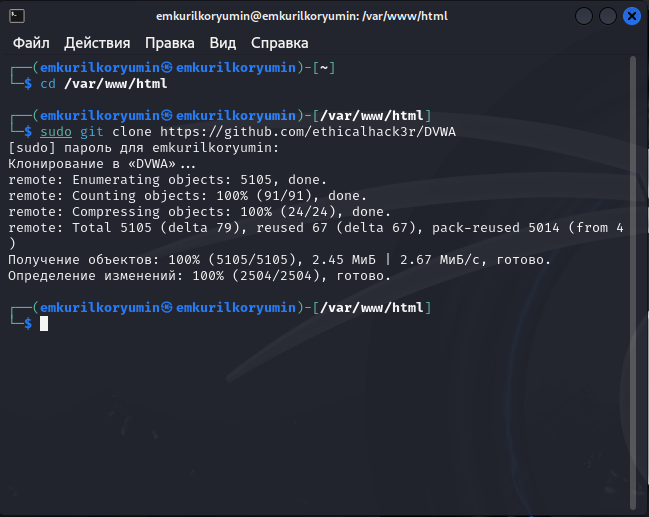 emkurilkoryumin@emkurilkoryumin: /var/www/html
Файл Действия Правка Вид Справка
┌──(emkurilkoryumin㉿emkurilkoryumin)-[~]
└─$ cd /var/www/html
┌──(emkurilkoryumin㉿emkurilkoryumin)-[/var/www/html]
└─$ sudo git clone https://github.com/ethicalhack3r/DVWA
[sudo] пароль для emkurilkoryumin:
Клонирование в «DVWA»...
remote: Enumerating objects: 5105, done.
remote: Counting objects: 100% (91/91), done.
remote: Compressing objects: 100% (24/24), done.
remote: Total 5105 (delta 79), reused 67 (delta 67), pack-reused 5014 (from 4
)
Получение объектов: 100% (5105/5105), 2.45 МиБ | 2.67 МиБ/с, готово.
Определение изменений: 100% (2504/2504), готово.
┌──(emkurilkoryumin㉿emkurilkoryumin)-[/var/www/html]
└─$